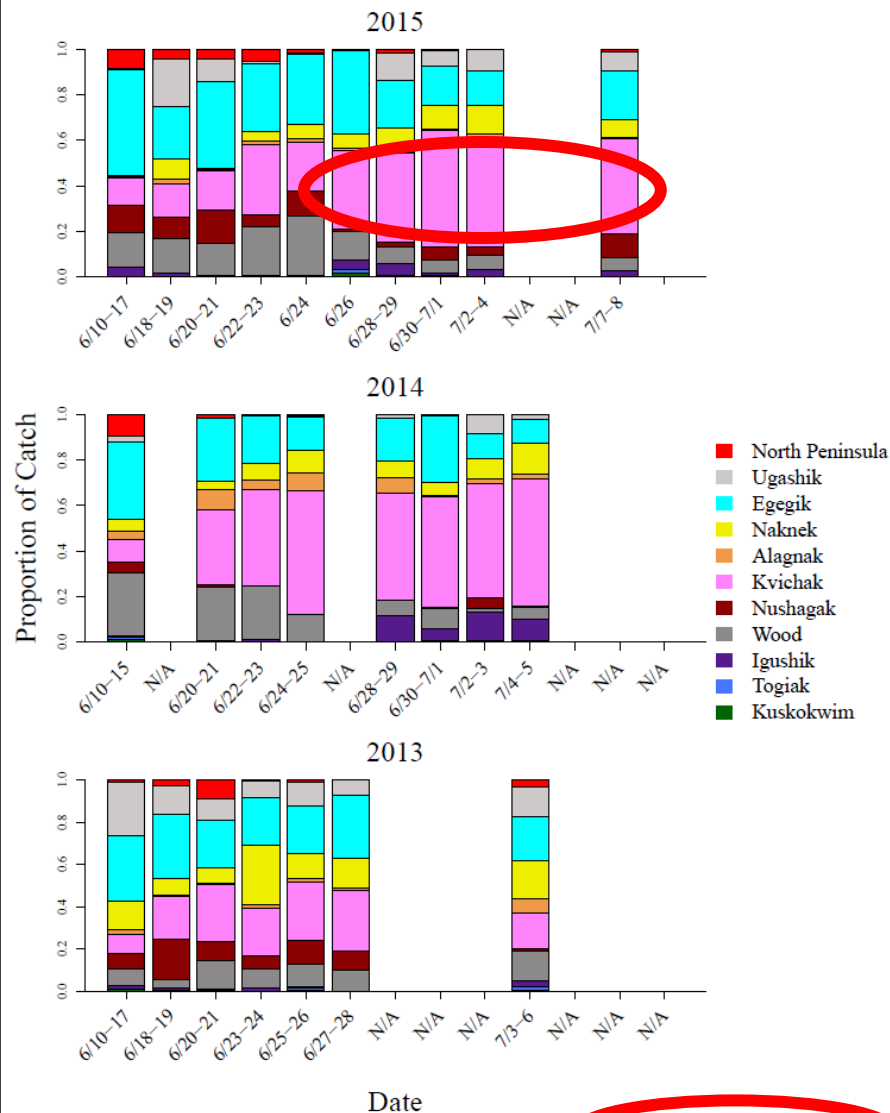 2015
1.0
0.8
0.6
0.4
0.2
0.0
6/10−17
6/18−19
6/20−21
6/22−23
6/24
6/26
6/28−29
6/30−7/1
7/2−4
N/A
N/A
7/7−8
2014
Proportion of Catch
1.0
0.8
0.6
0.4
0.2
0.0
6/10−15
N/A
6/20−21
6/22−23
6/24−25
N/A
6/28−29
6/30−7/1
7/2−3
7/4−5
N/A
N/A
N/A
North Peninsula
Ugashik
Egegik
Naknek
Alagnak
Kvichak
Nushagak
Wood
Igushik
Togiak
Kuskokwim
2013
1.0
0.8
0.6
0.4
0.2
0.0
6/10−17
6/18−19
6/20−21
6/23−24
6/25−26
6/27−28
N/A
N/A
N/A
7/3−6
N/A
N/A
N/A
Date